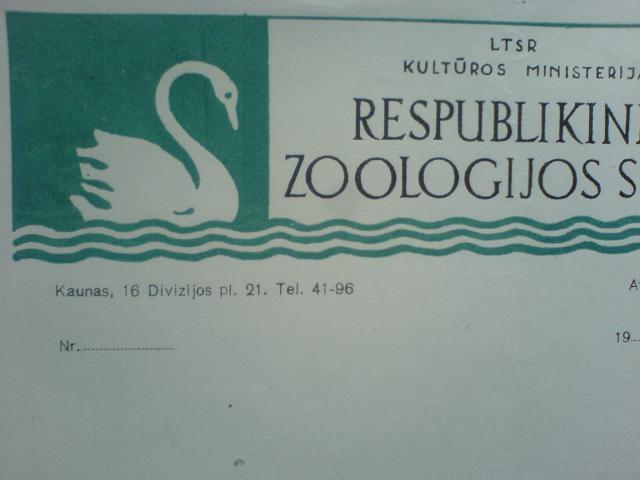 LTSR
KULTŪROS MINISTERIJA
RESPUBLIKIN
ZOOLOGIJOS S
Kaunas, 16 Divizijos pl. 21. Tel. 41-96
Nr.
19